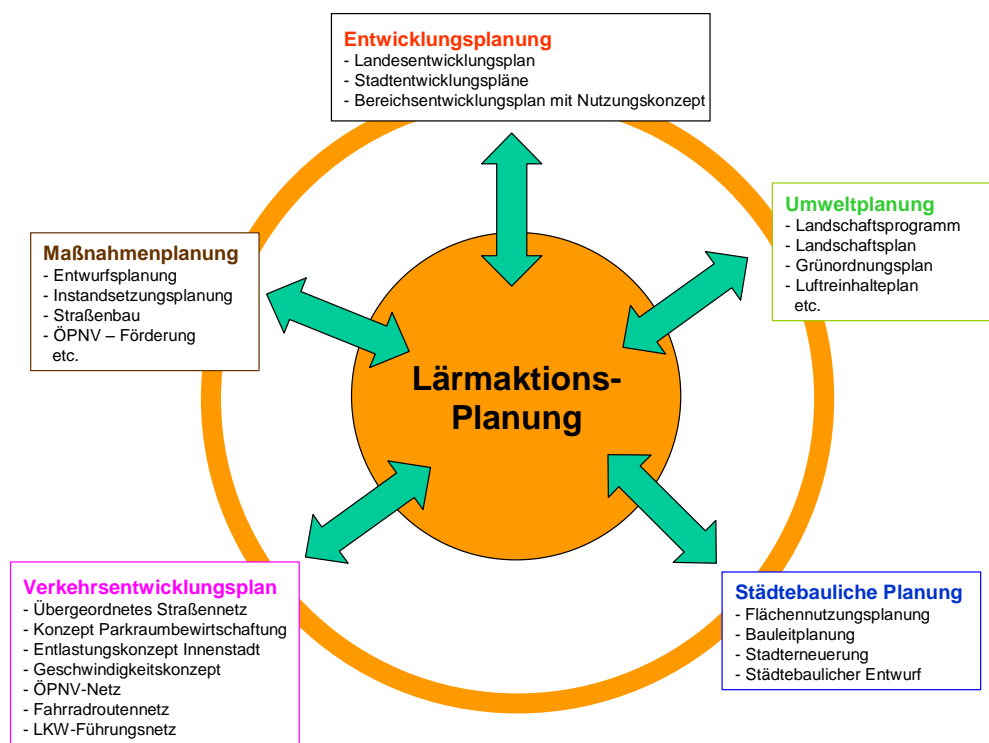 Entwicklungsplanung
- Landesentwicklungsplan
- Stadtentwicklungspläne
- Bereichsentwicklungsplan mit Nutzungskonzept
Umweltplanung
- Landschaftsprogramm
- Landschaftsplan
- Grünordnungsplan
- Luftreinhalteplan
etc.
Maßnahmenplanung
- Entwurfsplanung
- Instandsetzungsplanung
- Straßenbau
- ÖPNV – Förderung
etc.
Lärmaktions-
Planung
Verkehrsentwicklungsplan
- Übergeordnetes Straßennetz
- Konzept Parkraumbewirtschaftung
- Entlastungskonzept Innenstadt
- Geschwindigkeitskonzept
- ÖPNV-Netz
- Fahrradroutennetz
- LKW-Führungsnetz
Städtebauliche Planung
- Flächennutzungsplanung
- Bauleitplanung
- Stadterneuerung
- Städtebaulicher Entwurf